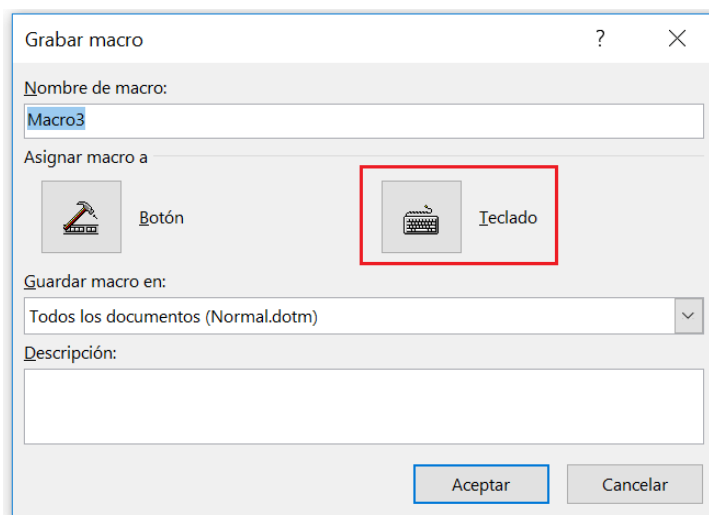 Grabar macro
?
Nombre de macro:
Macro3
Asignar macro a
Botón
Teclado
Guardar macro en:
Todos los documentos (Normal.dotm)
Descripción:
Aceptar
Cancelar